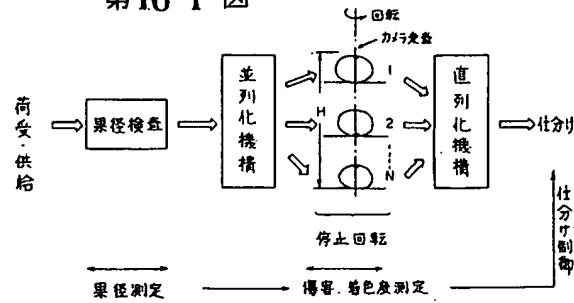 第10-1図
回転
カメラ走査
荷受・供給
果径検査
並列化機構
H
1
2
N
直列化機構
仕分け
停止回転
仕分け制御
果径測定
傷害、着色度測定